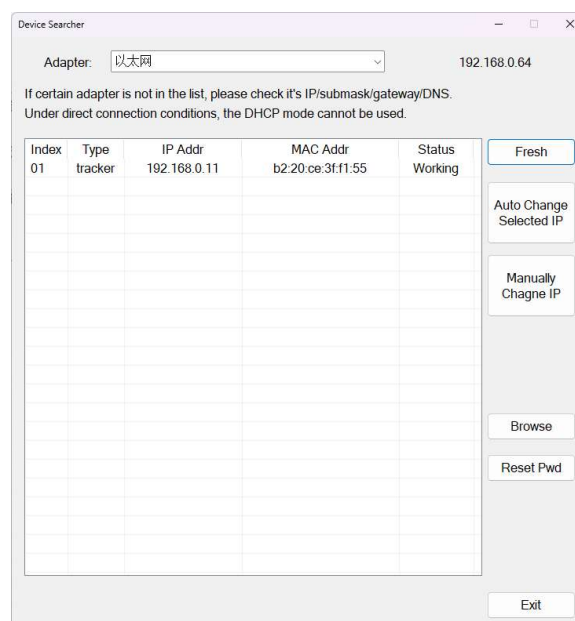 Device Searcher
Adapter: 以太网 192.168.0.64
If certain adapter is not in the list, please check it's IP/submask/gateway/DNS.
Under direct connection conditions, the DHCP mode cannot be used.
Index Type IP Addr MAC Addr Status
01 tracker 192.168.0.11 b2:20:ce:3f:f1:55 Working
Fresh
Auto Change
Selected IP
Manually
Chagne IP
Browse
Reset Pwd
Exit